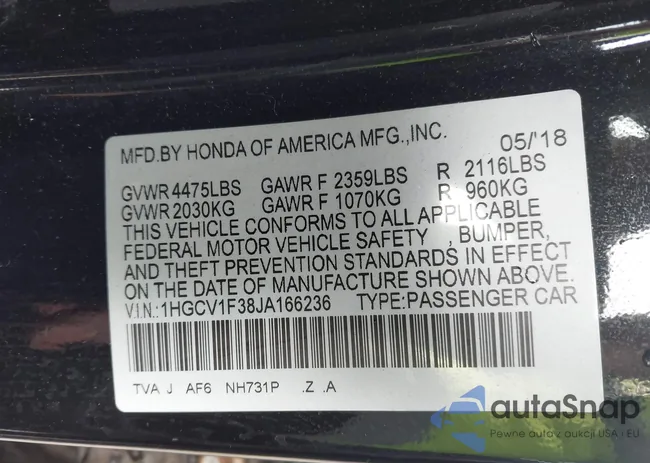 MFD.BY HONDA OF AMERICA MFG.,INC. 05/'18
GVWR 4475LBS GAWR F 2359LBS R 2116LBS
GVWR 2030KG GAWR F 1070KG R 960KG
THIS VEHICLE CONFORMS TO ALL APPLICABLE
FEDERAL MOTOR VEHICLE SAFETY , BUMPER,
AND THEFT PREVENTION STANDARDS IN EFFECT
ON THE DATE OF MANUFACTURE SHOWN ABOVE.
V.I.N.:1HGCV1F38JA166236 TYPE:PASSENGER CAR
TVA J AF6 NH731P .Z .A
autaSnap
Pewne auta z aukcji USA i EU